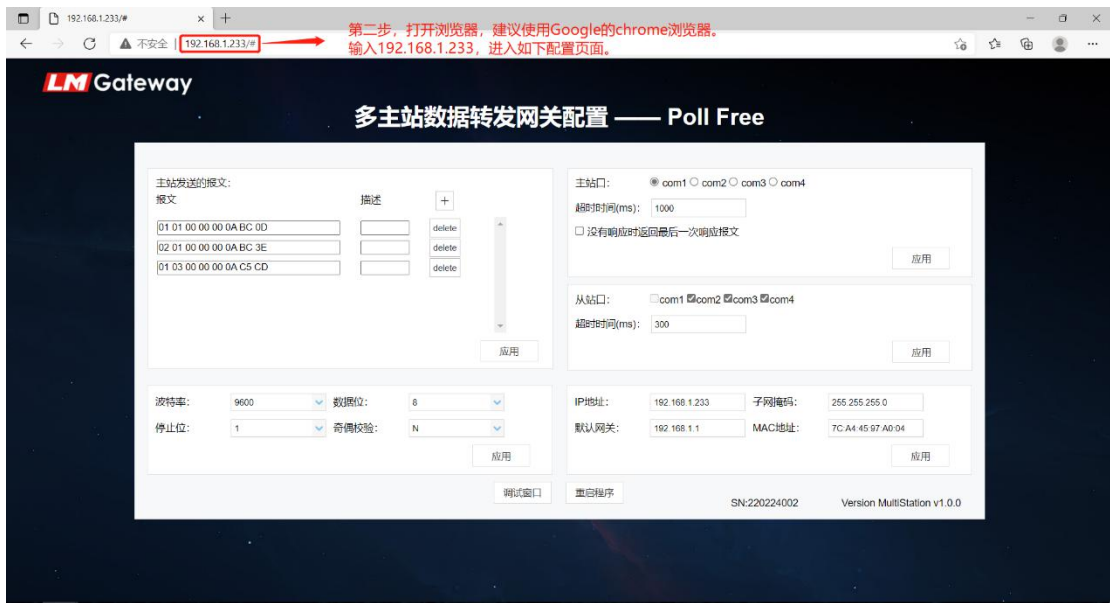 192.168.1.233/#
第二步，打开浏览器，建议使用Google的chrome浏览器。
不安全 | 192.168.1.233/#
输入192.168.1.233，进入如下配置页面。
LM Gateway
多主站数据转发网关配置 —— Poll Free
主站发送的报文:
报文 描述 +
01 01 00 00 00 0A BC 0D delete
02 01 00 00 00 0A BC 3E delete
01 03 00 00 00 0A C5 CD delete
应用
主站口: com1 com2 com3 com4
超时时间(ms): 1000
没有响应时返回最后一次响应报文
应用
从站口: com1 com2 com3 com4
超时时间(ms): 300
应用
波特率: 9600 数据位: 8
停止位: 1 奇偶校验: N
应用
IP地址: 192.168.1.233 子网掩码: 255.255.255.0
默认网关: 192.168.1.1 MAC地址: 7C:A4:45:97:A0:04
应用
调试窗口 重启程序
SN:220224002 Version MultiStation v1.0.0